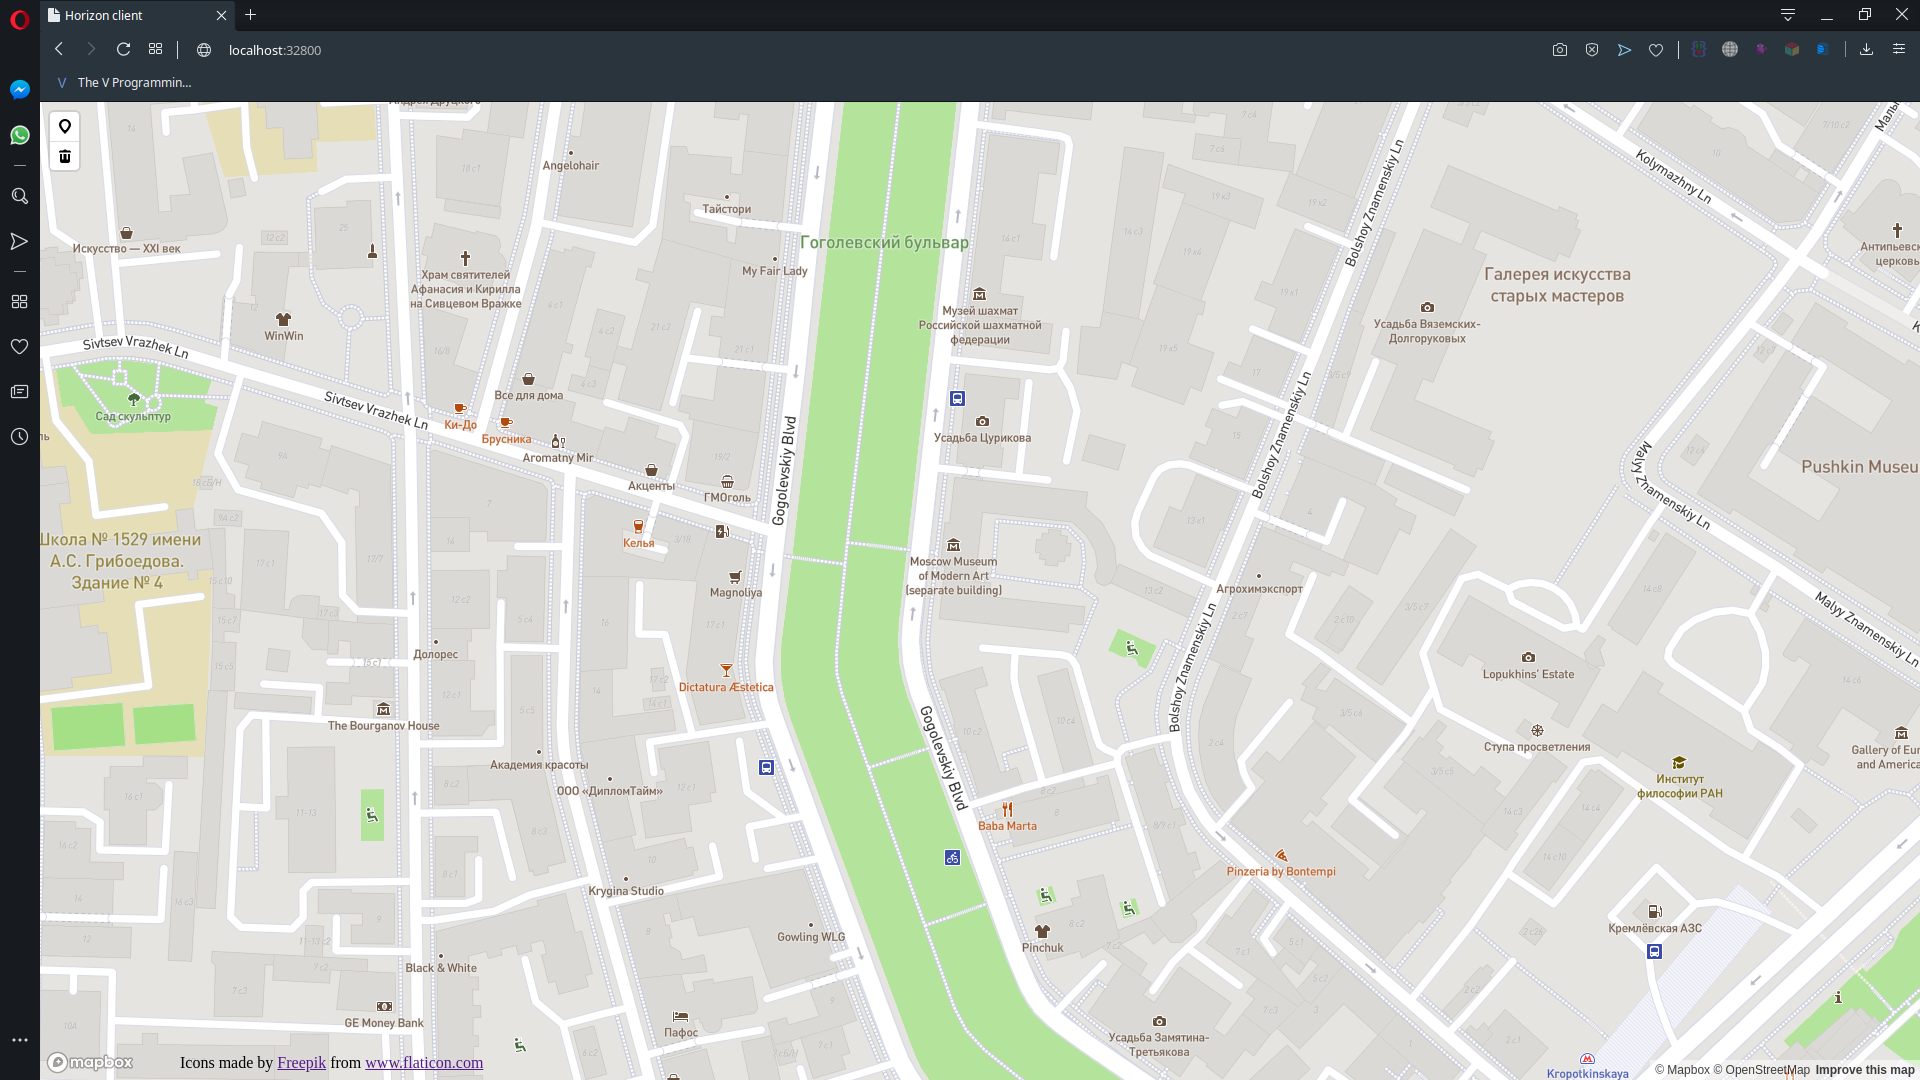 Horizon client
localhost:32800
V The V Programmin...
Angelohair
Тайстори
Kolymazhny Ln
Bolshoy Znamenskiy Ln
Искусство — XXI век
Гоголевский бульвар
Антипьевск
церковь
Храм святителей
Афанасия и Кирилла
на Сивцевом Вражке
My Fair Lady
Галерея искусства
старых мастеров
Музей шахмат
Российской шахматной
федерации
Усадьба Вяземских-
Долгоруковых
WinWin
Sivtsev Vrazhek Ln
Все для дома
Sivtsev Vrazhek Ln
Сад скульптур
Ки-До
Брусника
Усадьба Цурикова
Bolshoy Znamenskiy Ln
Aromatny Mir
Gogolevskiy Blvd
Pushkin Museu
Акценты
ГМОголь
Malyy Znamenskiy Ln
Школа № 1529 имени
А.С. Грибоедова.
Здание № 4
Келья
Moscow Museum
of Modern Art
(separate building)
Magnoliya
Агрохимэкспорт
Malyy Znamenskiy Ln
Долорес
Bolshoy Znamenskiy Ln
Lopukhins' Estate
Dictatura Æstetica
The Bourganov House
Gogolevskiy Blvd
Ступа просветления
Gallery of Eur
and America
Академия красоты
ООО «ДипломТайм»
Институт
философии РАН
Baba Marta
Pinzeria by Bontempi
Krygina Studio
Gowling WLG
Pinchuk
Кремлёвская АЗС
Black & White
GE Money Bank
Пафос
Усадьба Замятина-
Третьякова
Kropotkinskaya
mapbox
Icons made by Freepik from www.flaticon.com
© Mapbox © OpenStreetMap Improve this map